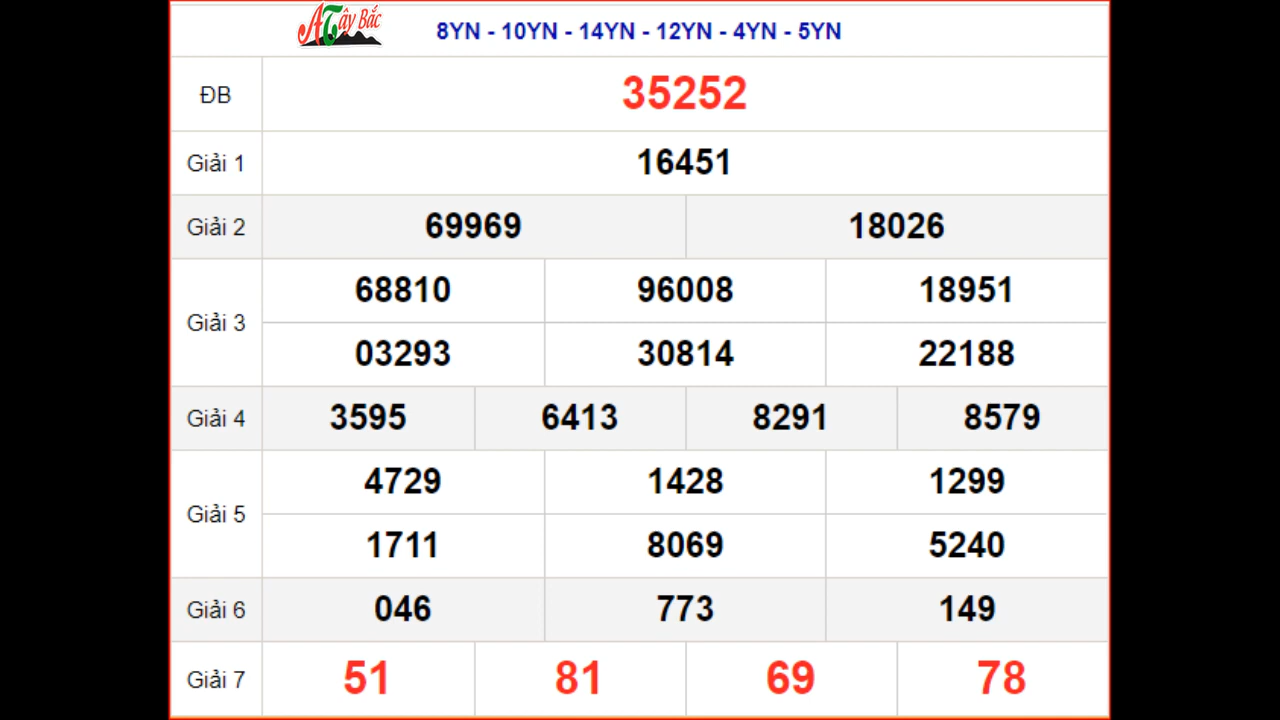 ATây Bắc
8YN - 10YN - 14YN - 12YN - 4YN - 5YN
ĐB 35252
Giải 1 16451
Giải 2 69969 18026
Giải 3 68810 96008 18951
03293 30814 22188
Giải 4 3595 6413 8291 8579
Giải 5 4729 1428 1299
1711 8069 5240
Giải 6 046 773 149
Giải 7 51 81 69 78